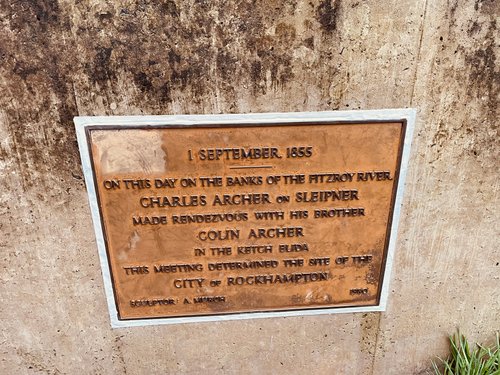 1 SEPTEMBER. 1855
ON THIS DAY ON THE BANKS OF THE FITZROY RIVER
CHARLES ARCHER ON SLEIPNER
MADE RENDEZVOUS WITH HIS BROTHER
COLIN ARCHER
IN THE KETCH ELIDA
THIS MEETING DETERMINED THE SITE OF THE
CITY OF ROCKHAMPTON
SCULPTOR: A.